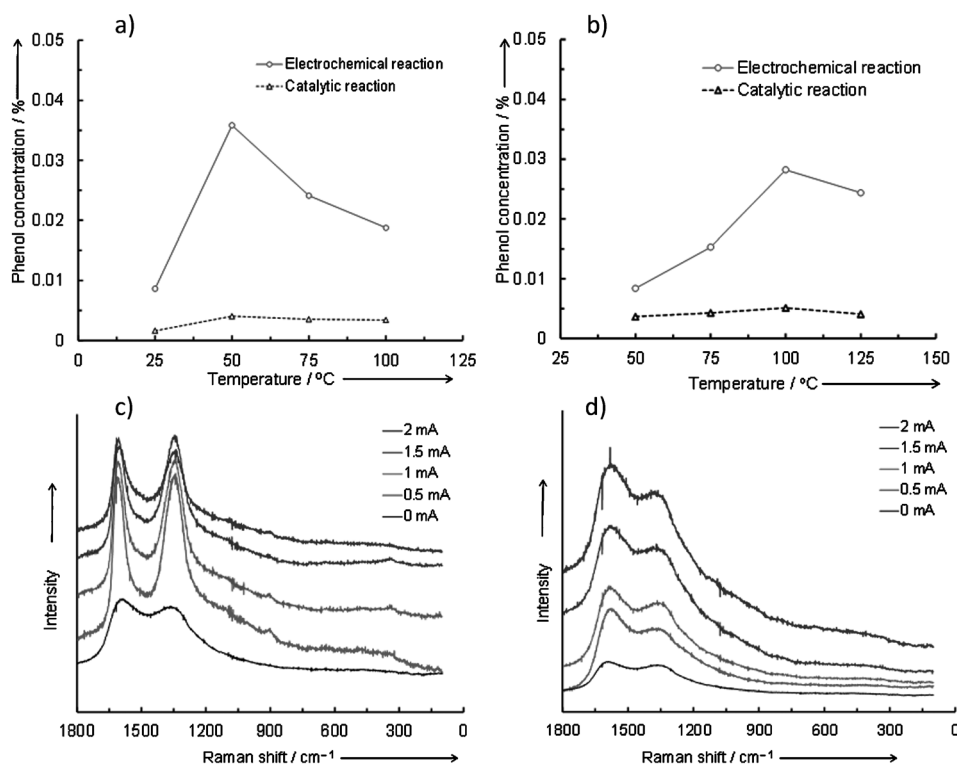 a)
Phenol concentration / %
0.05
0.04
0.03
0.02
0.01
0
Electrochemical reaction
Catalytic reaction
0 25 50 75 100 125
Temperature / ºC
b)
Phenol concentration / %
0.05
0.04
0.03
0.02
0.01
0
Electrochemical reaction
Catalytic reaction
25 50 75 100 125 150
Temperature / ºC
c)
Intensity
2 mA
1.5 mA
1 mA
0.5 mA
0 mA
1800 1500 1200 900 600 300 0
Raman shift / cm⁻¹
d)
Intensity
2 mA
1.5 mA
1 mA
0.5 mA
0 mA
1800 1500 1200 900 600 300 0
Raman shift / cm⁻¹